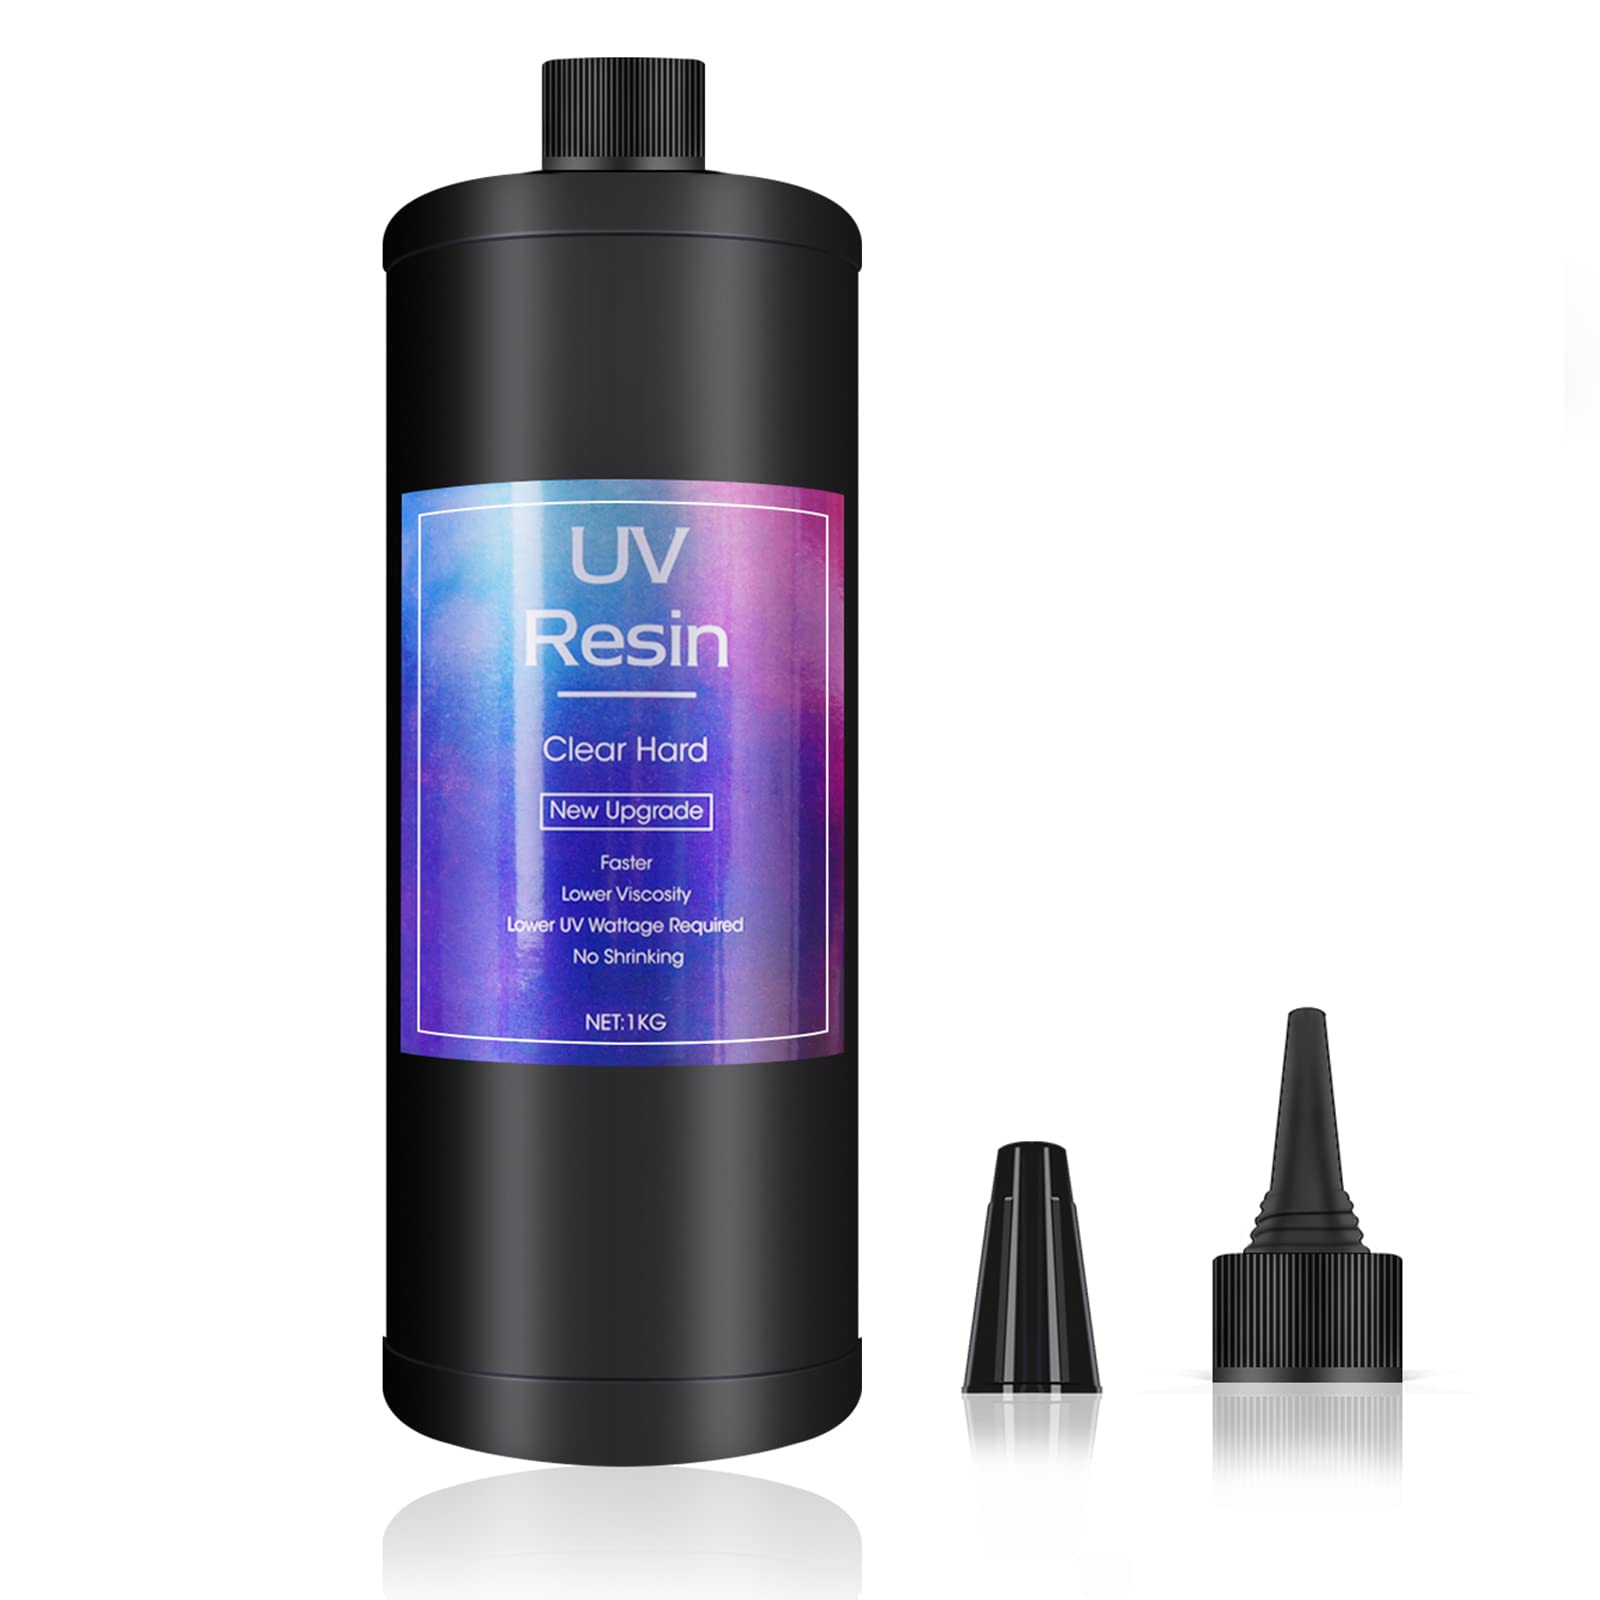 UV
Resin
Clear Hard
New Upgrade
Faster
Lower Viscosity
Lower UV Wattage Required
No Shrinking
NET:1KG